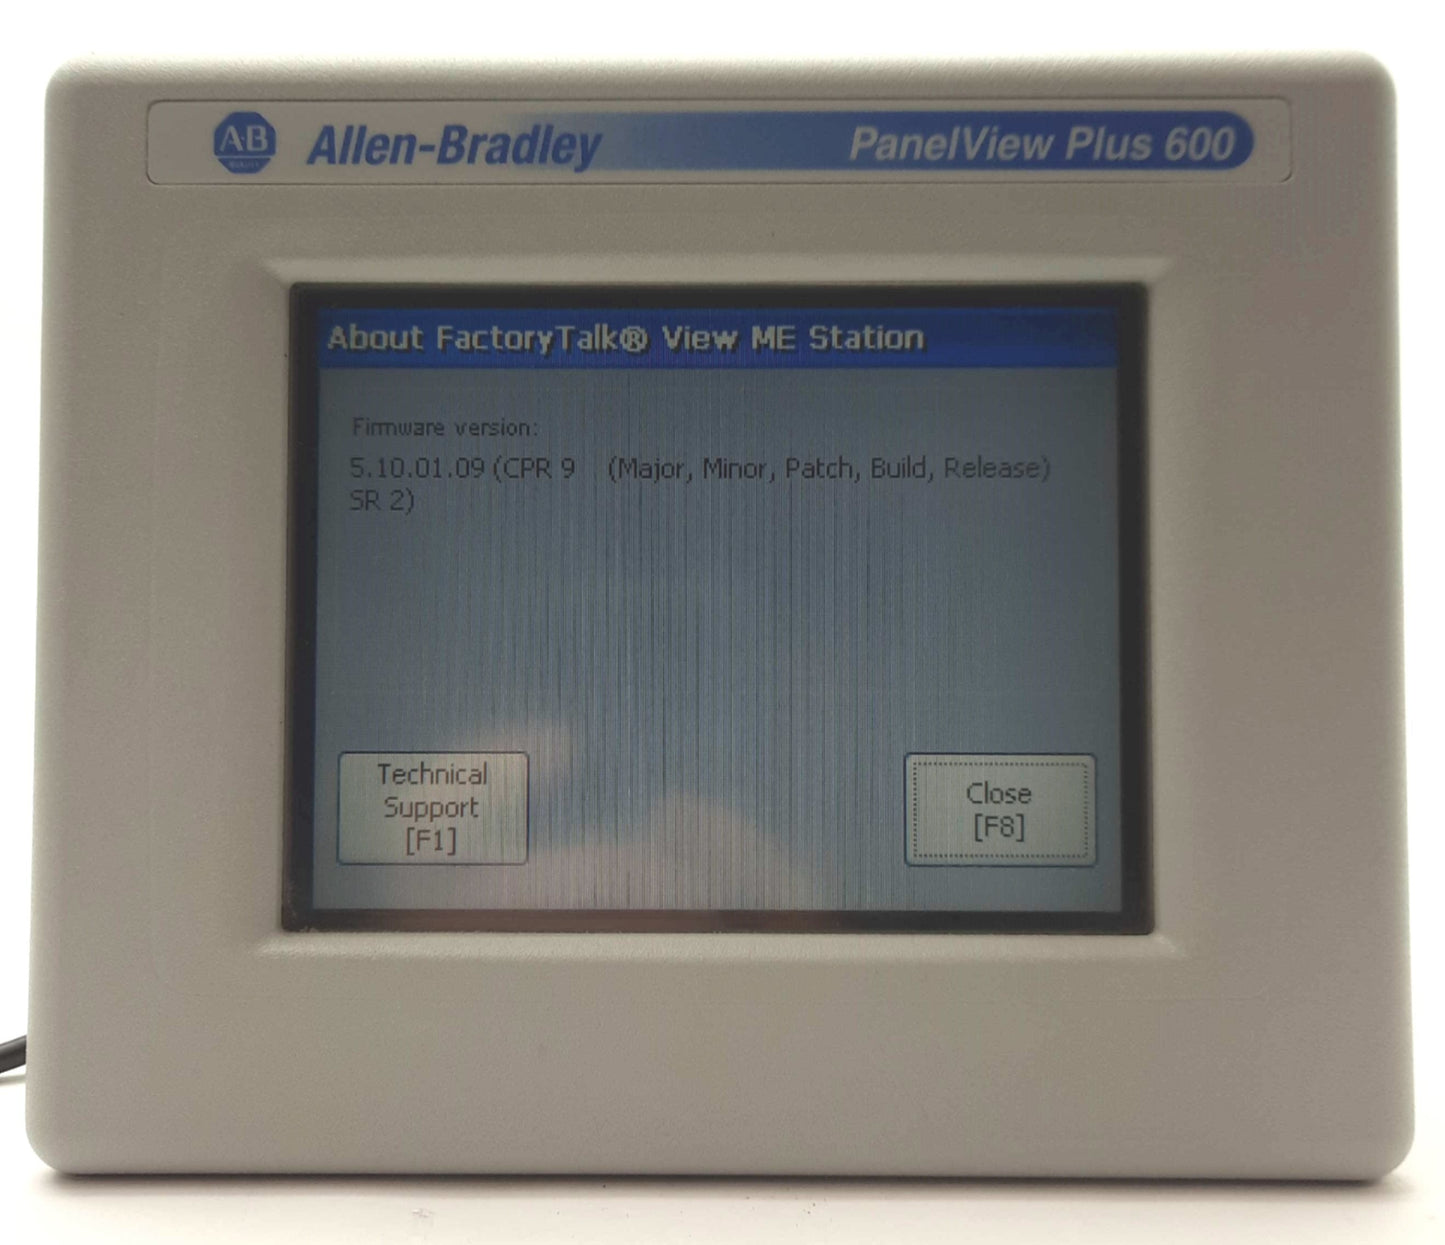 A·B
Allen-Bradley PanelView Plus 600
About FactoryTalk® View ME Station
Firmware version:
5.10.01.09 (CPR 9 (Major, Minor, Patch, Build, Release)
SR 2)
Technical
Support
[F1]
Close
[F8]